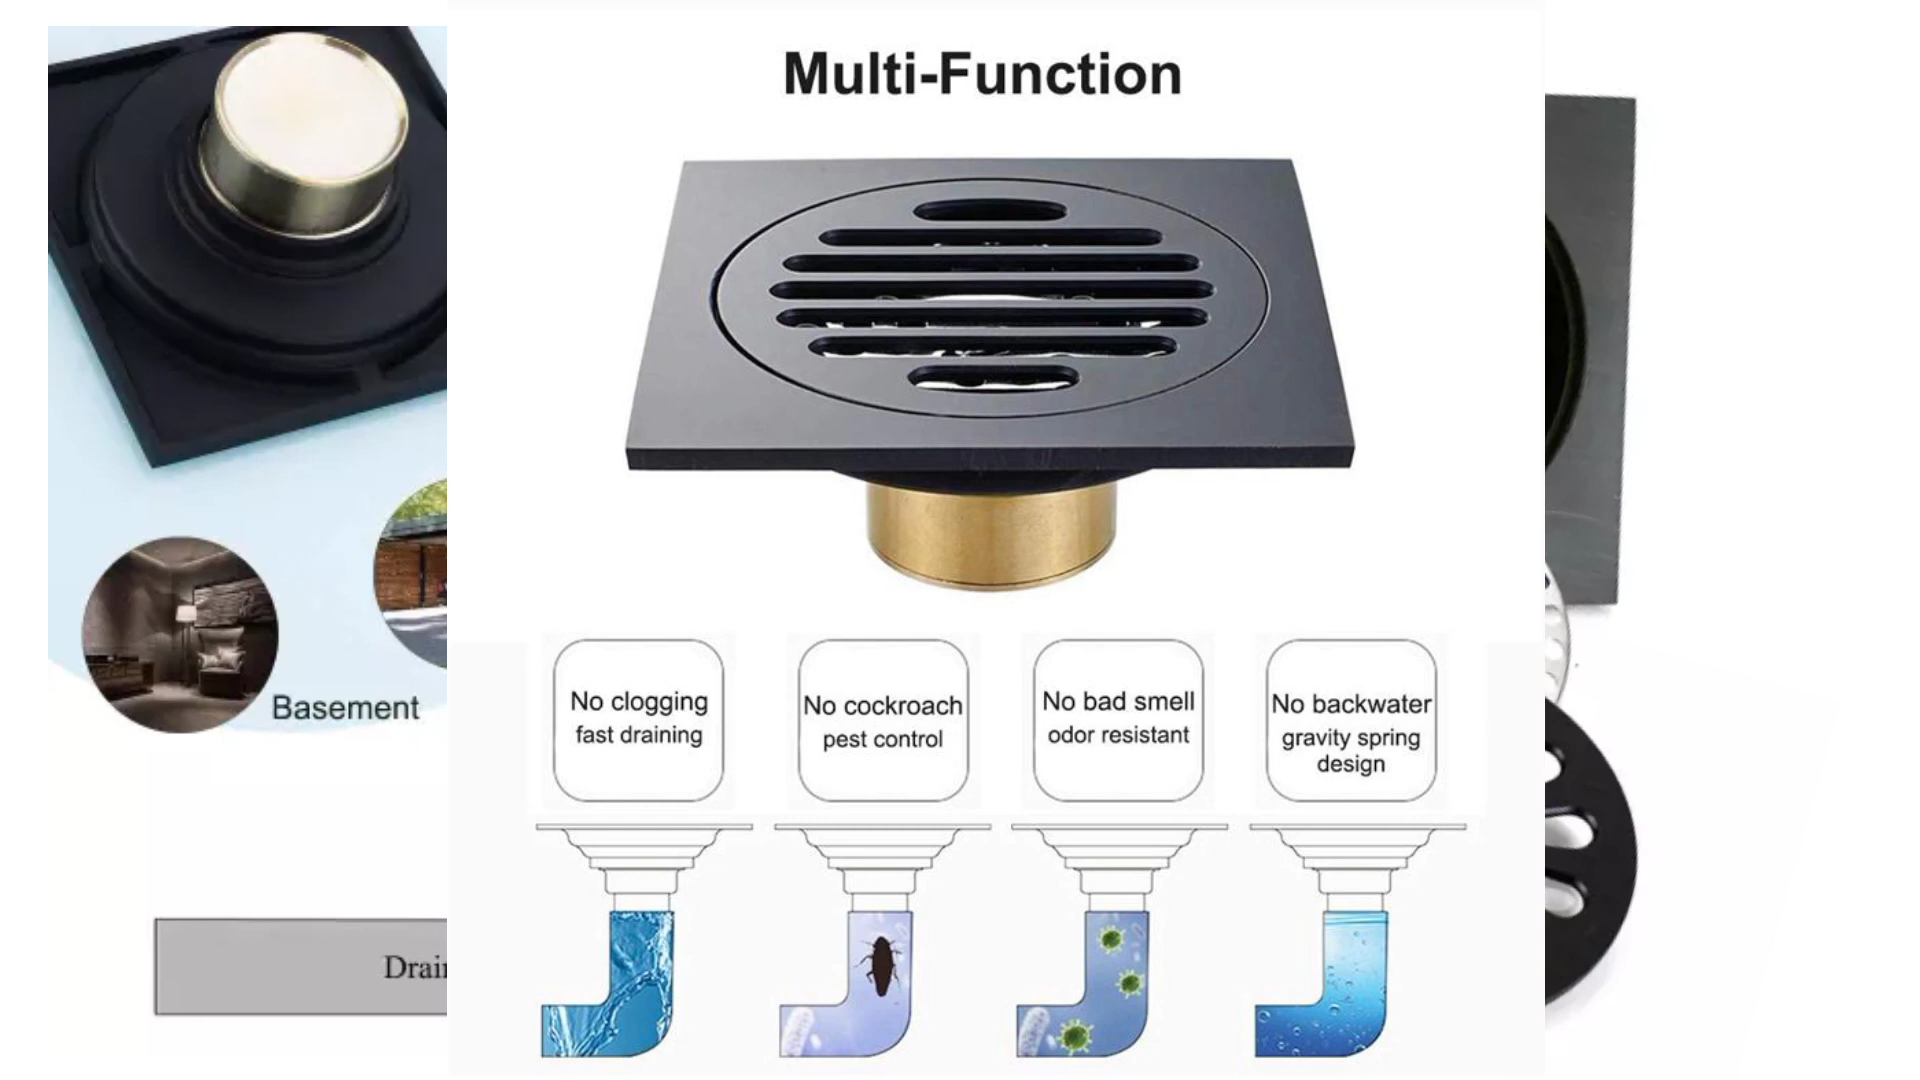 Multi-Function
Basement
No clogging
fast draining
No cockroach
pest control
No bad smell
odor resistant
No backwater
gravity spring
design